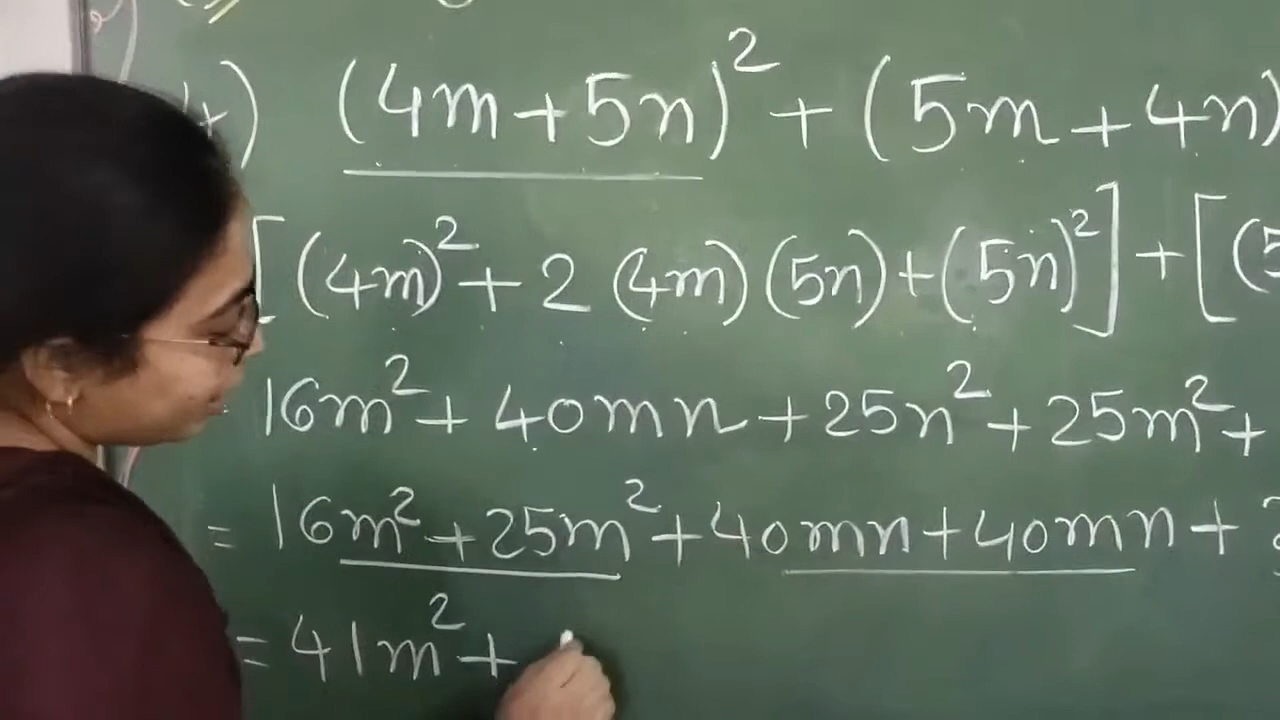 ) (4m+5n)² + (5m+4n)
[(4m)² + 2 (4m)(5n)+(5n)²] + [(5
16m² + 40mn + 25n² + 25m² +
= 16m² + 25m² + 40mn + 40mn +
= 41m² +